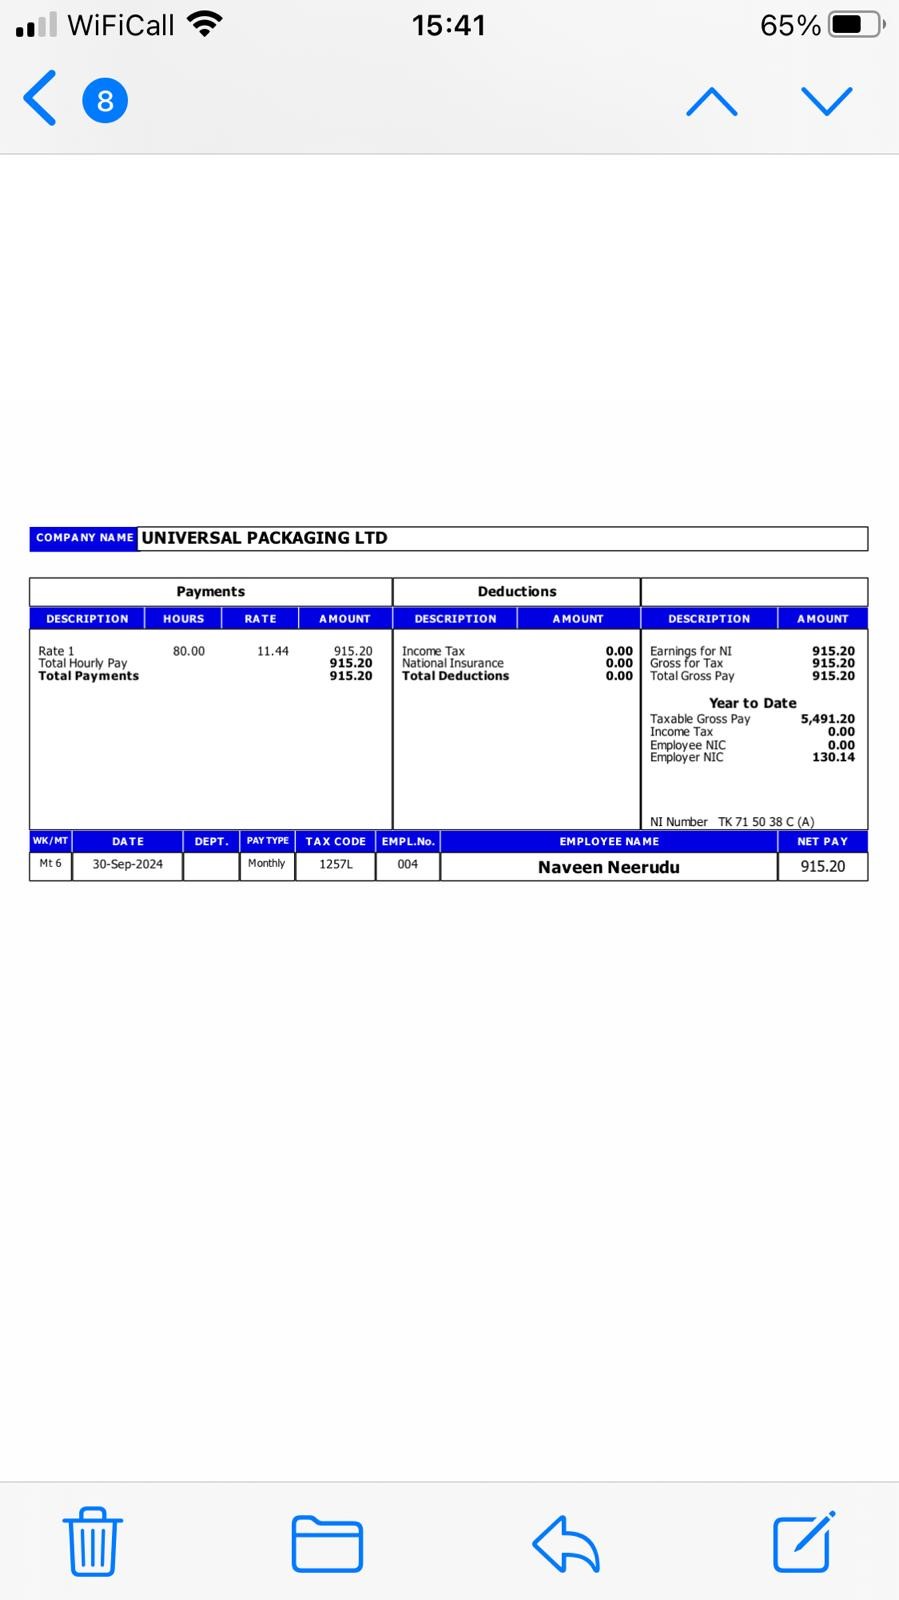 WiFiCall 15:41 65%
8
COMPANY NAME UNIVERSAL PACKAGING LTD
Payments Deductions
DESCRIPTION HOURS RATE AMOUNT DESCRIPTION AMOUNT DESCRIPTION AMOUNT
Rate 1 80.00 11.44 915.20 Income Tax 0.00 Earnings for NI 915.20
Total Hourly Pay 915.20 National Insurance 0.00 Gross for Tax 915.20
Total Payments 915.20 Total Deductions 0.00 Total Gross Pay 915.20
Year to Date
Taxable Gross Pay 5,491.20
Income Tax 0.00
Employee NIC 0.00
Employer NIC 130.14
NI Number TK 71 50 38 C (A)
WK/MT DATE DEPT. PAY TYPE TAX CODE EMPL.No. EMPLOYEE NAME NET PAY
Mt 6 30-Sep-2024 Monthly 1257L 004 Naveen Neerudu 915.20